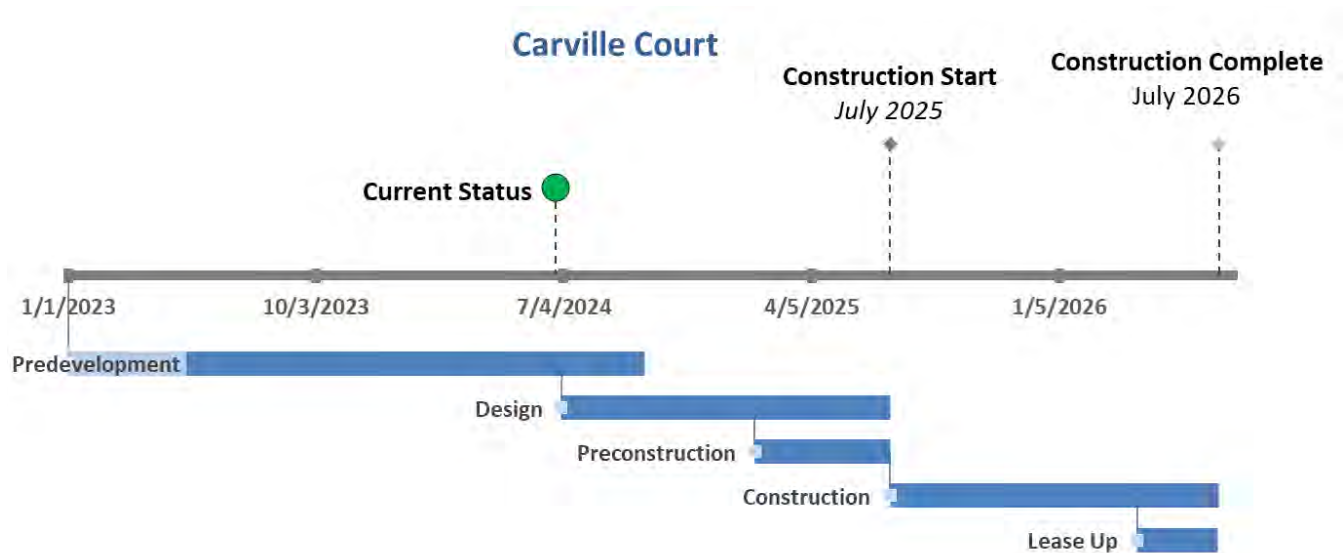 Carville Court
Construction Start
July 2025
Construction Complete
July 2026
Current Status
1/1/2023
10/3/2023
7/4/2024
4/5/2025
1/5/2026
Predevelopment
Design
Preconstruction
Construction
Lease Up